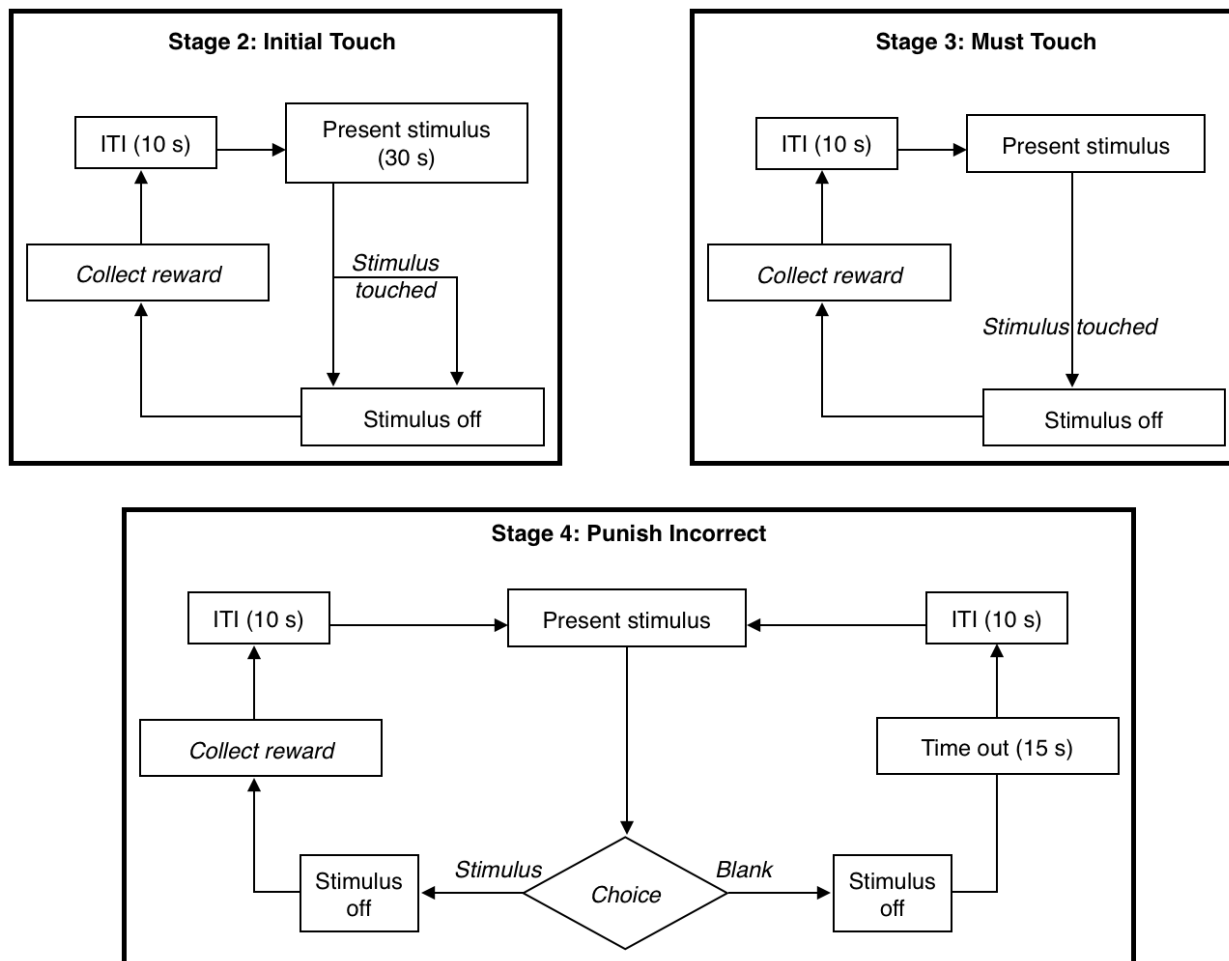 Stage 2: Initial Touch
ITI (10 s)
Present stimulus
(30 s)
Collect reward
Stimulus
touched
Stimulus off
Stage 3: Must Touch
ITI (10 s)
Present stimulus
Collect reward
Stimulus touched
Stimulus off
Stage 4: Punish Incorrect
ITI (10 s)
Present stimulus
ITI (10 s)
Collect reward
Time out (15 s)
Stimulus
off
Stimulus
Choice
Blank
Stimulus
off